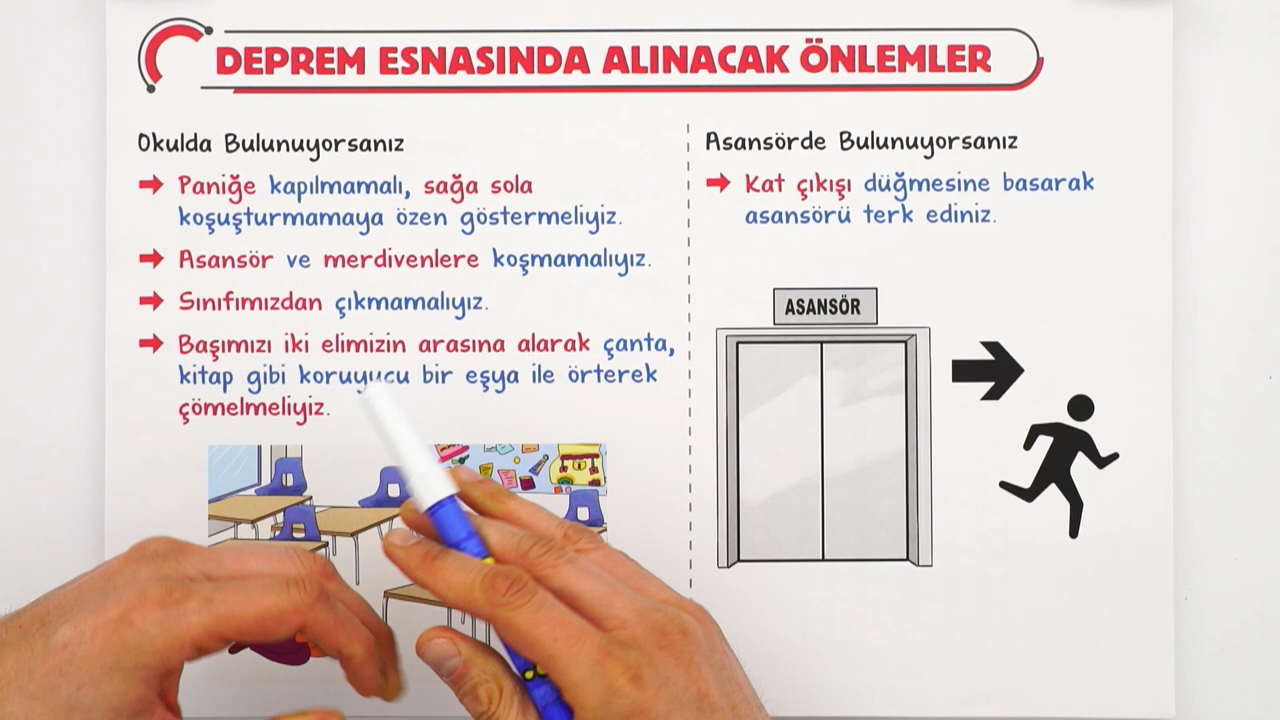 DEPREM ESNASINDA ALINACAK ÖNLEMLER
Okulda Bulunuyorsanız
Paniğe kapılmamalı, sağa sola
koşuşturmamaya özen göstermeliyiz.
Asansör ve merdivenlere koşmamalıyız.
Sınıfımızdan çıkmamalıyız.
Başımızı iki elimizin arasına alarak çanta,
kitap gibi koruyucu bir eşya ile örterek
çömelmeliyiz.
Asansörde Bulunuyorsanız
Kat çıkışı düğmesine basarak
asansörü terk ediniz.
ASANSÖR